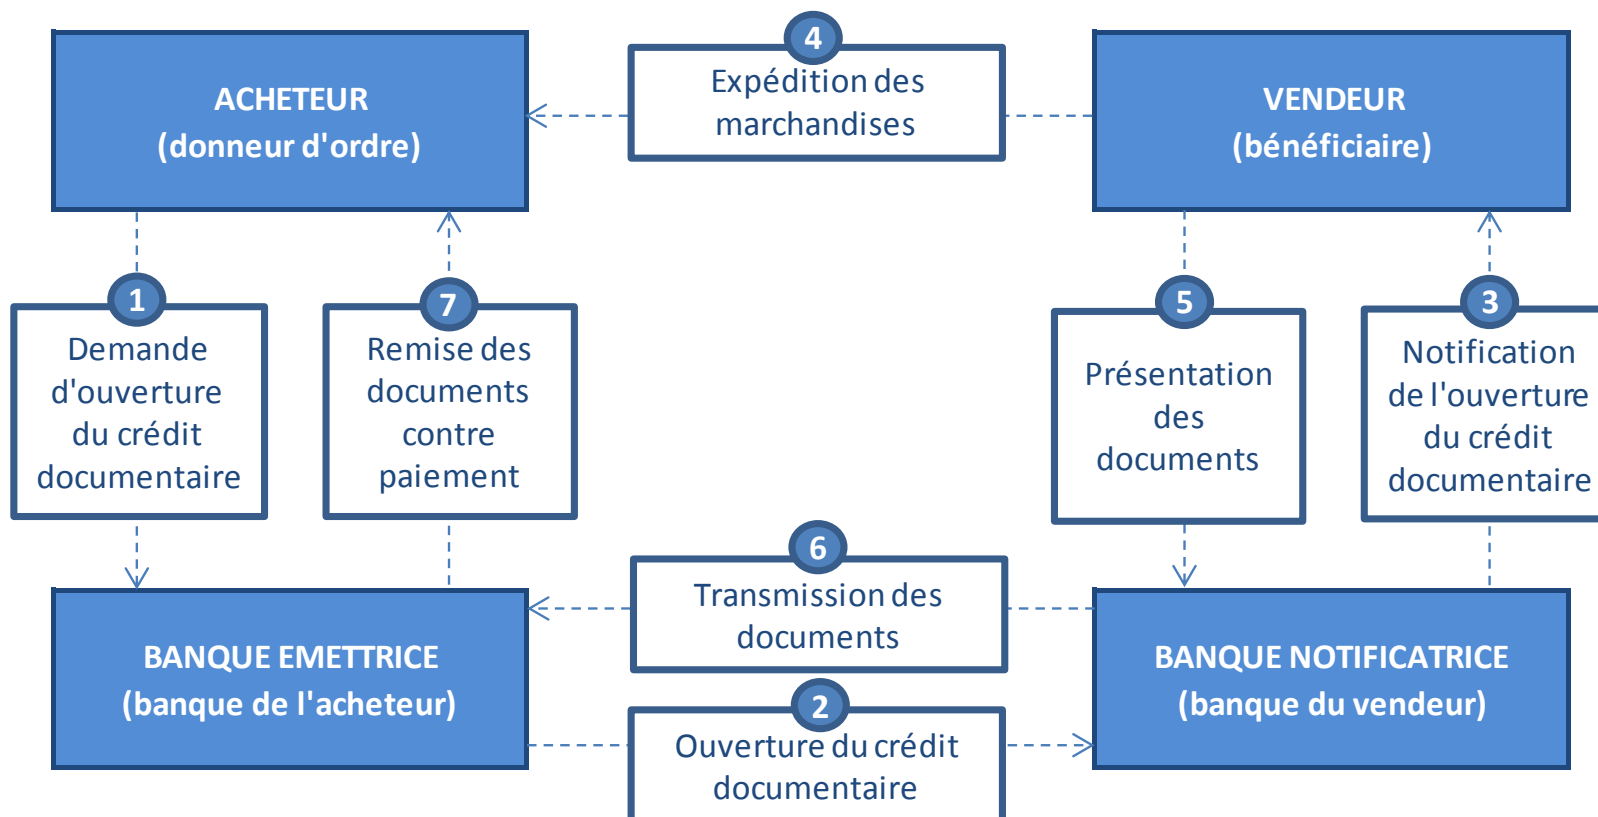 4
Expédition des
marchandises
ACHETEUR
(donneur d'ordre)
VENDEUR
(bénéficiaire)
1
Demande
d'ouverture
du crédit
documentaire
7
Remise des
documents
contre
paiement
5
Présentation
des
documents
3
Notification
de l'ouverture
du crédit
documentaire
6
Transmission des
documents
BANQUE EMETTRICE
(banque de l'acheteur)
BANQUE NOTIFICATRICE
(banque du vendeur)
2
Ouverture du crédit
documentaire